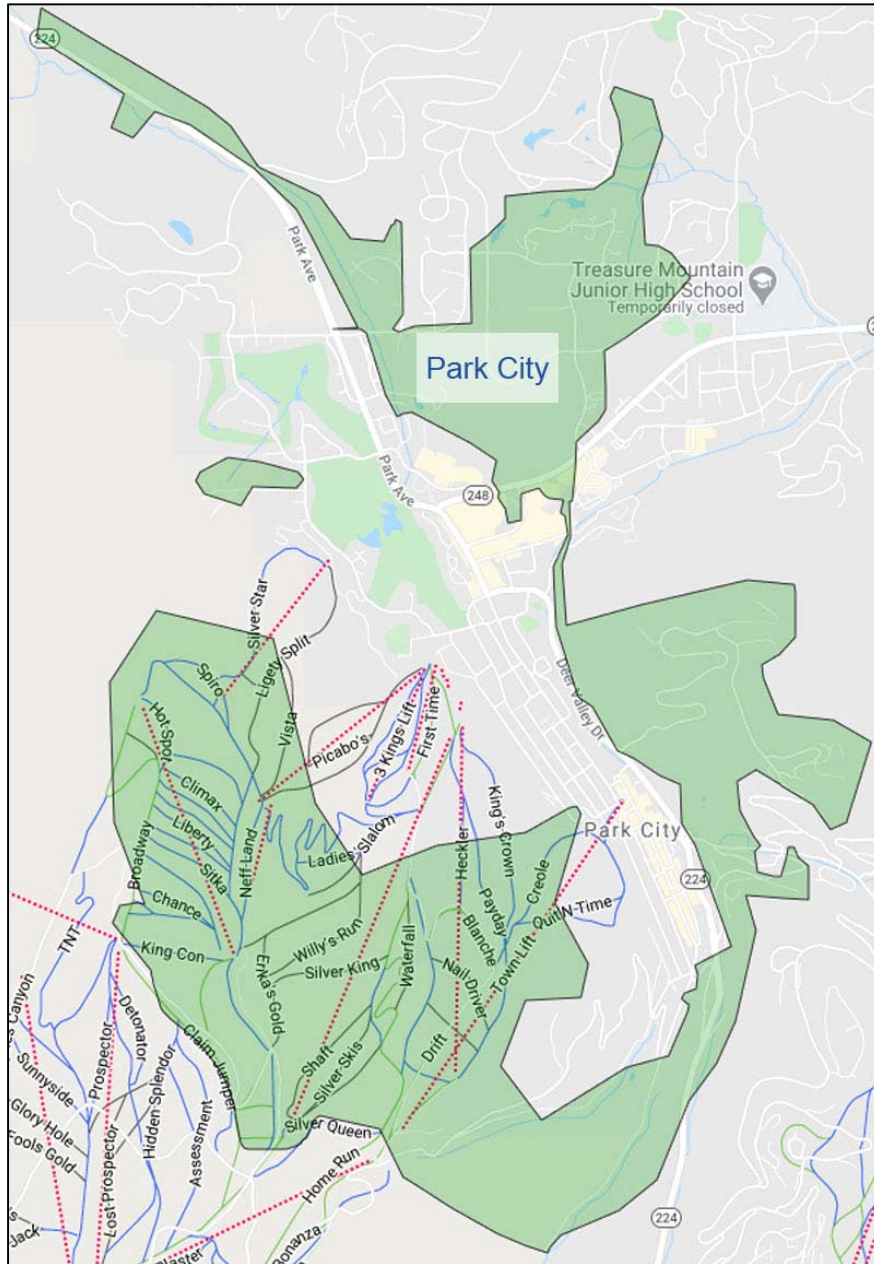 224
Park Ave
Treasure Mountain
Junior High School
Temporarily closed
Park City
Park Ave
248
Silver Star
Ligety Split
Spiro
Vista
Hot Spot
Picabo's
3 Kings Lift
First Time
Deer Valley Dr
Climax
Liberty
Sitka
Neff Land
Broadway
Ladies'
Slalom
King's Crown
Heckler
Park City
Creole
Payday
Chance
Quit N Time
224
TNT
King Con
Willy's Run
Silver King
Erika's Gold
Waterfall
Blanche
Town Lift
Nail Driver
Canyon
Detonator
Prospector
Claim Jumper
Drift
Shaft
Silver Skis
Sunnyside
Hidden Splendor
Glory Hole
Fools Gold
Assessment
Silver Queen
Lost Prospector
Home Run
224
Jack
Bonanza